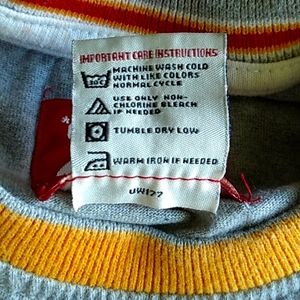 IMPORTANT CARE INSTRUCTIONS
MACHINE WASH COLD
WITH LIKE COLORS
NORMAL CYCLE
USE ONLY NON-
CHLORINE BLEACH
IF NEEDED
TUMBLE DRY LOW
WARM IRON IF NEEDED
UW177